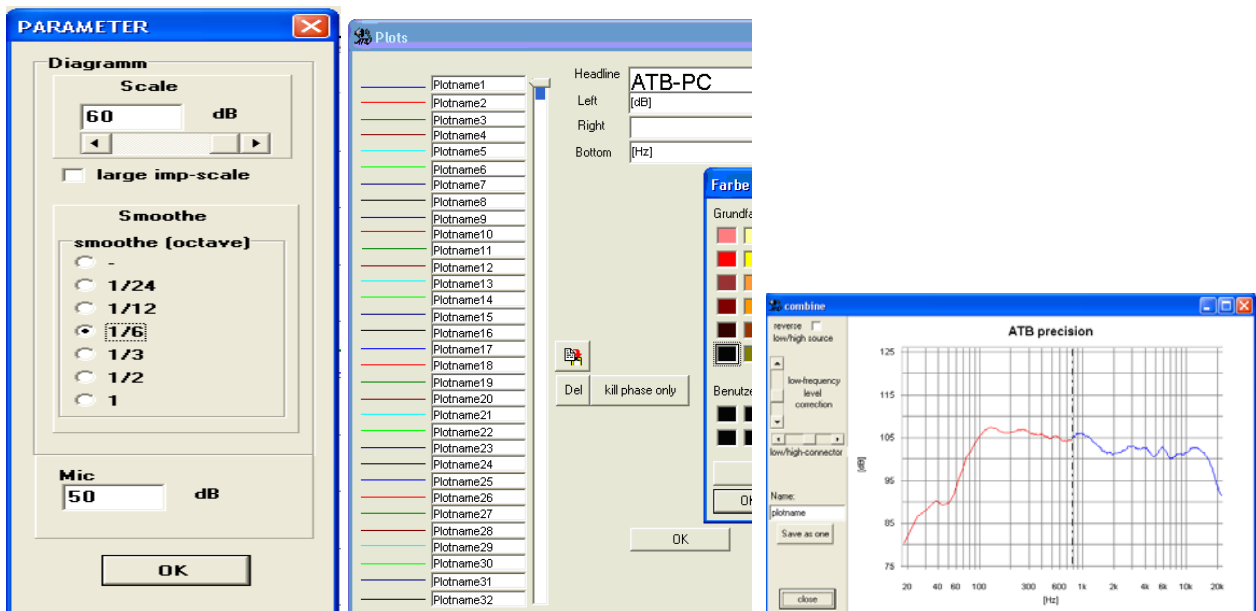 PARAMETER
Diagramm
Scale
60
dB
large imp-scale
Smoothe
smoothe (octave)
-
1/24
1/12
1/6
1/3
1/2
1
Mic
50
dB
OK
Plots
Plotname1
Plotname2
Plotname3
Plotname4
Plotname5
Plotname6
Plotname7
Plotname8
Plotname9
Plotname10
Plotname11
Plotname12
Plotname13
Plotname14
Plotname15
Plotname16
Plotname17
Plotname18
Plotname19
Plotname20
Plotname21
Plotname22
Plotname23
Plotname24
Plotname25
Plotname26
Plotname27
Plotname28
Plotname29
Plotname30
Plotname31
Plotname32
Headline
ATB-PC
Left
[dB]
Right
Bottom
[Hz]
Del
kill phase only
OK
Farbe
Grundfa
Benutze
combine
reverse
low/high source
low-frequency
level
correction
low/high-connector
Name:
plotname
Save as one
close
ATB precision
125
115
105
95
85
75
[dB]
20 40 60 100 300 600 1k 2k 4k 6k 10k 20k
[Hz]